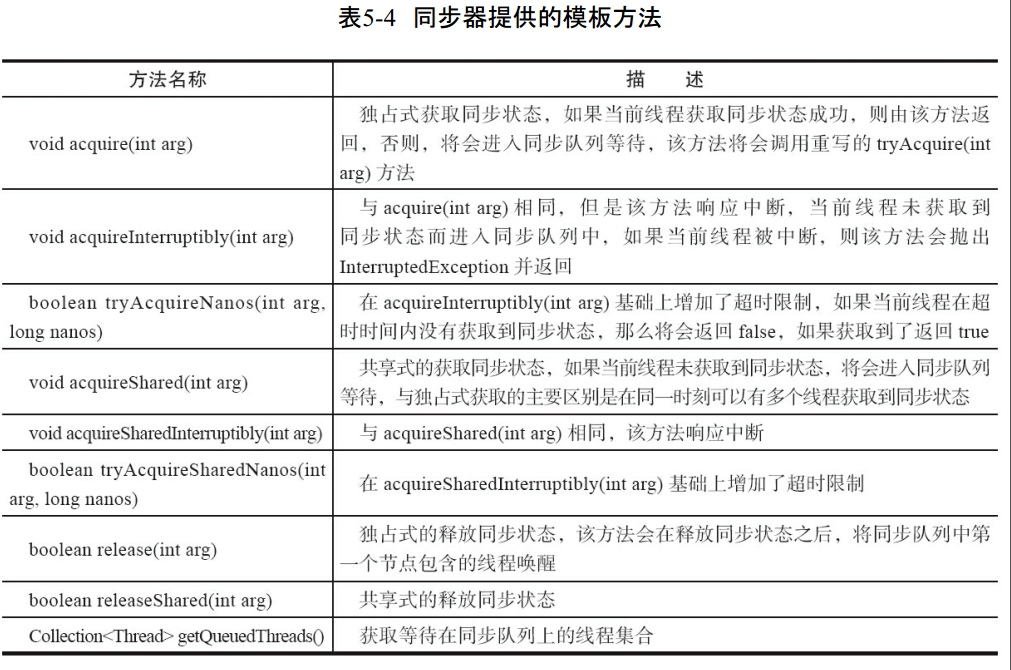 表5-4 同步器提供的模板方法
方法名称
描 述
void acquire(int arg)
独占式获取同步状态，如果当前线程获取同步状态成功，则由该方法返
回，否则，将会进入同步队列等待，该方法将会调用重写的 tryAcquire(int
arg) 方法
void acquireInterruptibly(int arg)
与 acquire(int arg) 相同，但是该方法响应中断，当前线程未获取到
同步状态而进入同步队列中，如果当前线程被中断，则该方法会抛出
InterruptedException 并返回
boolean tryAcquireNanos(int arg,
long nanos)
在 acquireInterruptibly(int arg) 基础上增加了超时限制，如果当前线程在超
时时间内没有获取到同步状态，那么将会返回 false，如果获取到了返回 true
void acquireShared(int arg)
共享式的获取同步状态，如果当前线程未获取到同步状态，将会进入同步队列
等待，与独占式获取的主要区别是在同一时刻可以有多个线程获取到同步状态
void acquireSharedInterruptibly(int arg)
与 acquireShared(int arg) 相同，该方法响应中断
boolean tryAcquireSharedNanos(int
arg, long nanos)
在 acquireSharedInterruptibly(int arg) 基础上增加了超时限制
boolean release(int arg)
独占式的释放同步状态，该方法会在释放同步状态之后，将同步队列中第
一个节点包含的线程唤醒
boolean releaseShared(int arg)
共享式的释放同步状态
Collection<Thread> getQueuedThreads()
获取等待在同步队列上的线程集合